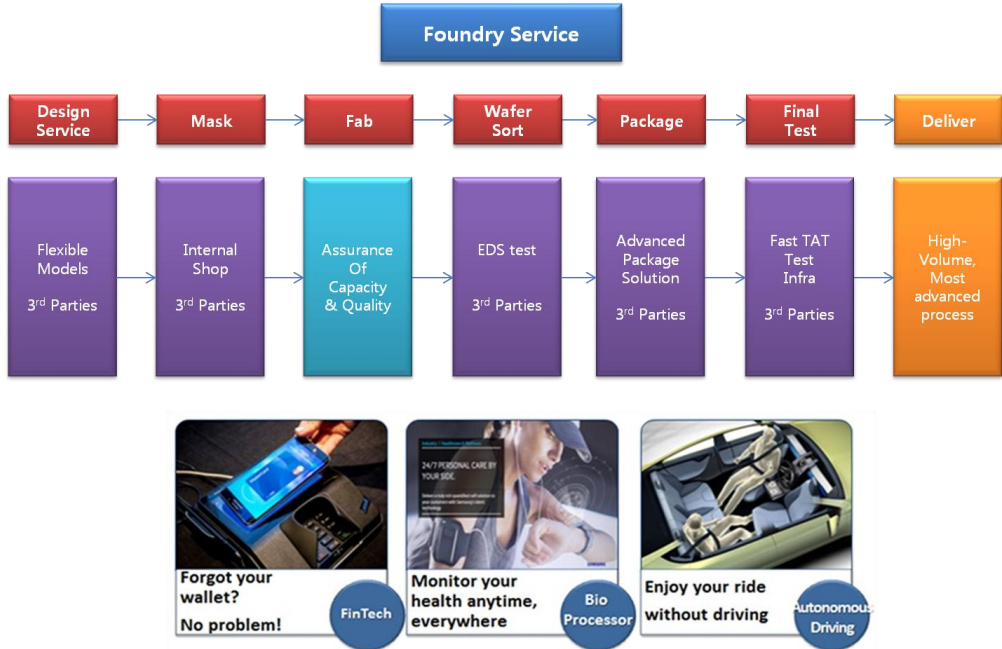 Foundry Service
Design
Service
Mask
Fab
Wafer
Sort
Package
Final
Test
Deliver
Flexible
Models
3rd Parties
Internal
Shop
3rd Parties
Assurance
Of
Capacity
& Quality
EDS test
3rd Parties
Advanced
Package
Solution
3rd Parties
Fast TAT
Test
Infra
3rd Parties
High-
Volume,
Most
advanced
process
24/7 PERSONAL CARE BY
YOUR SIDE.
SAMSUNG
Forgot your
wallet?
No problem!
FinTech
Monitor your
health anytime,
everywhere
Bio
Processor
Enjoy your ride
without driving
Autonomous
Driving